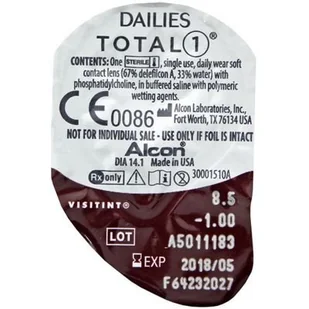 DAILIES
TOTAL 1®
CONTENTS: One STERILE, single use, daily wear soft
contact lens (67% delefilcon A, 33% water) with
phosphatidylcholine, in buffered saline with polymeric
wetting agents.
CE 0086 Alcon Laboratories, Inc.,
Fort Worth, TX 76134 USA
NOT FOR INDIVIDUAL SALE - USE ONLY IF FOIL IS INTACT
Alcon
DIA 14.1 Made in USA
Rx only 30001510A
8.5
VISITINT® -1.00
LOT A5011183
EXP 2018/05
F64232027